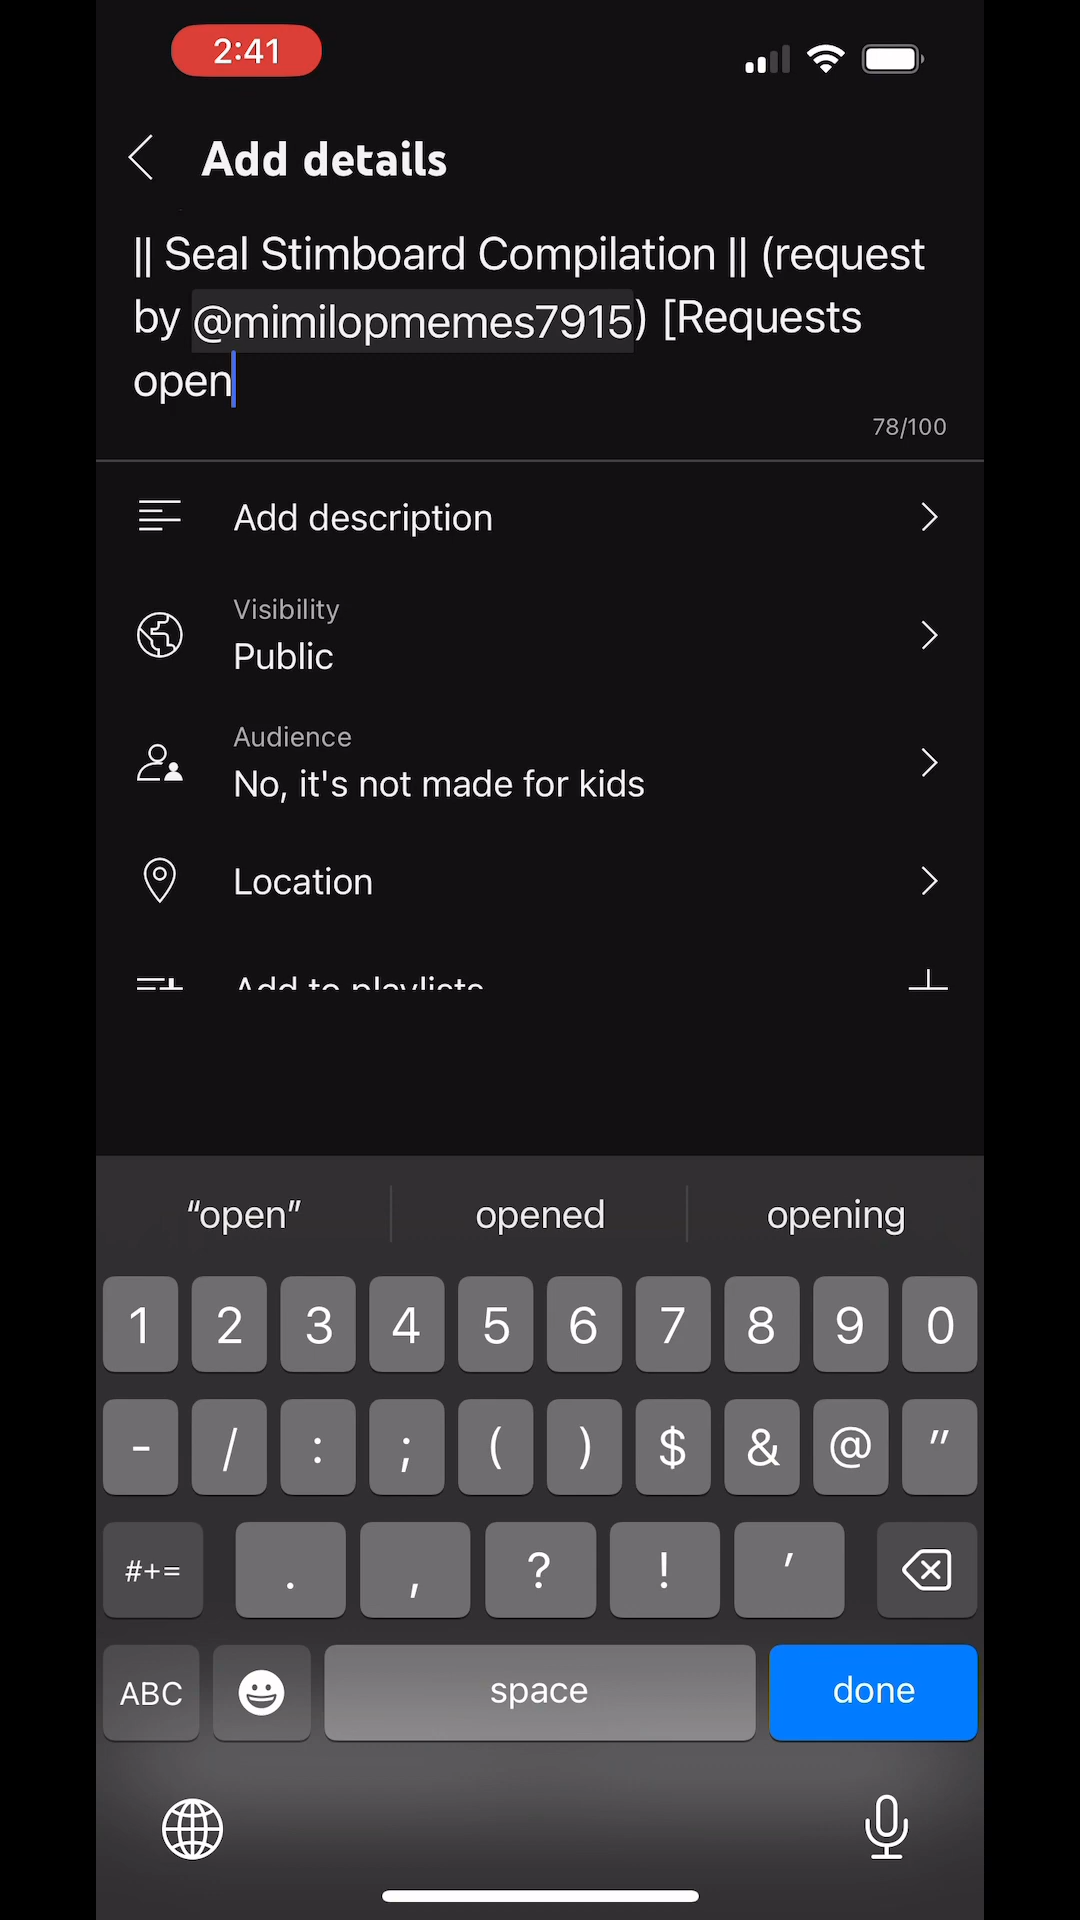 2:41
Add details
|| Seal Stimboard Compilation || (request
by @mimilopmemes7915) [Requests
open
78/100
Add description
Visibility
Public
Audience
No, it's not made for kids
Location
Add to playlists
“open” opened opening
1 2 3 4 5 6 7 8 9 0
- / : ; ( ) $ & @ "
#+= . , ? ! '
ABC space done